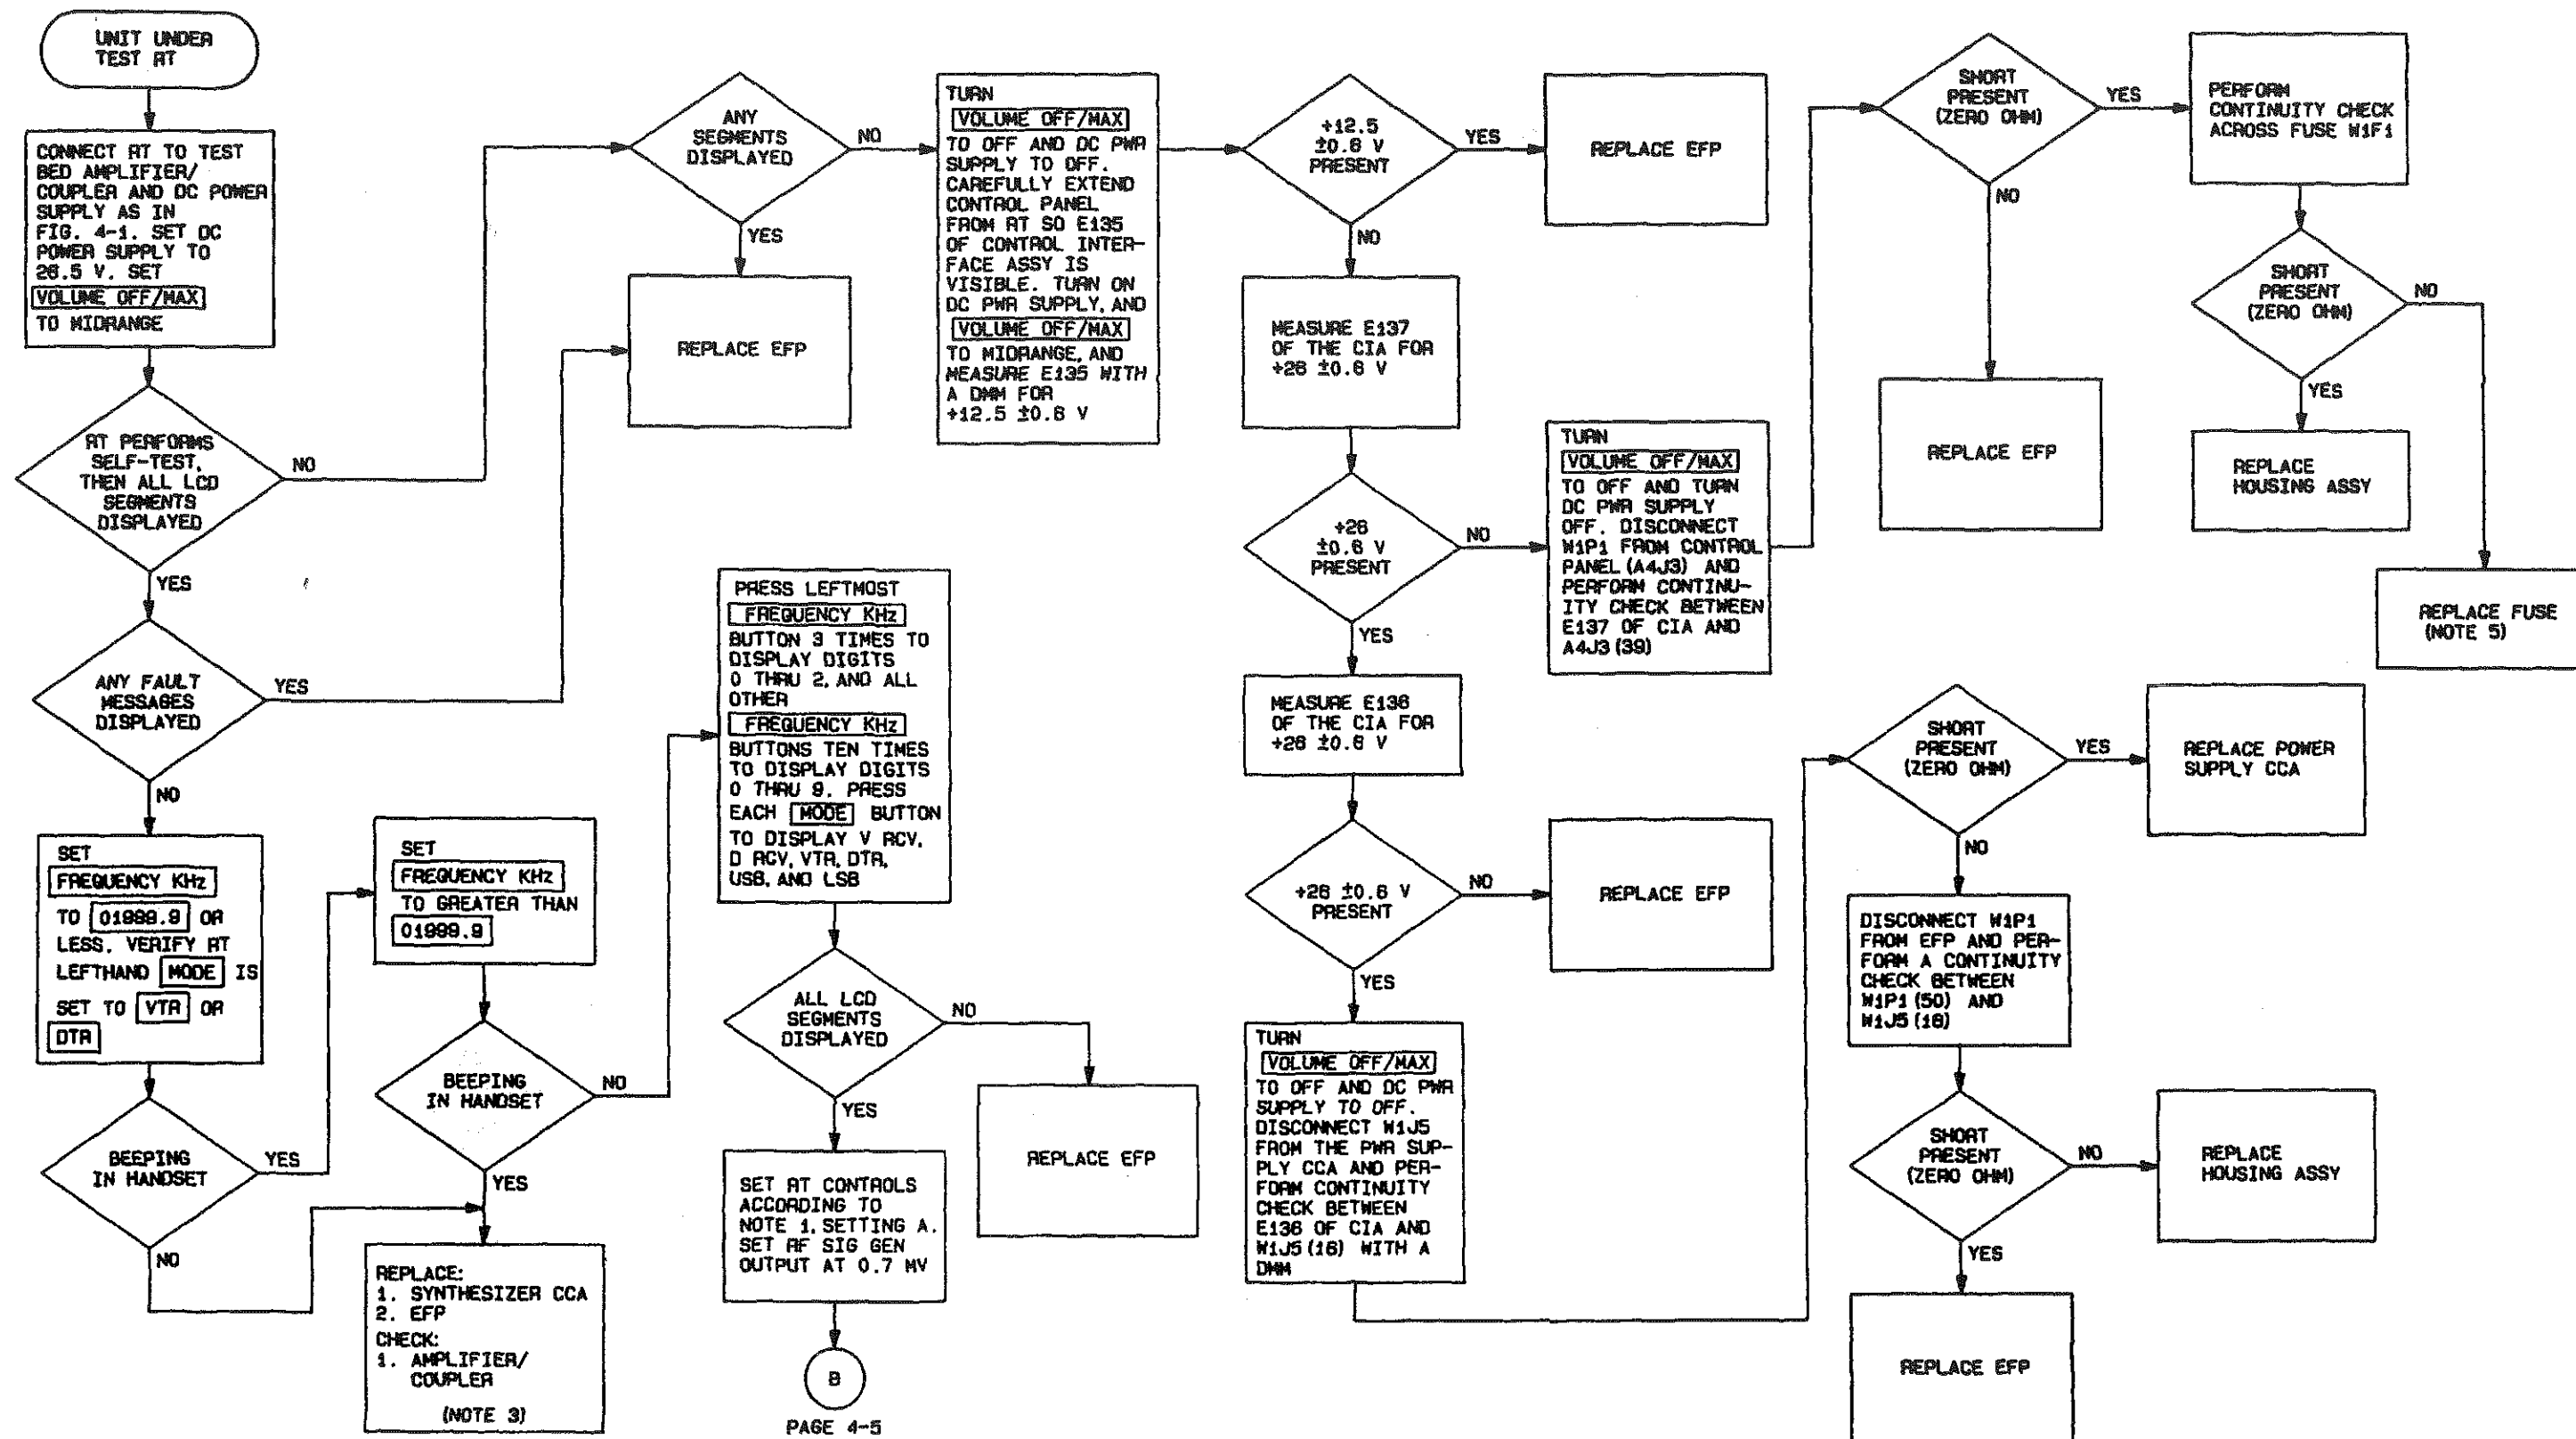 UNIT UNDER
TEST RT
CONNECT RT TO TEST
BED AMPLIFIER/
COUPLER AND DC POWER
SUPPLY AS IN
FIG. 4-1. SET DC
POWER SUPPLY TO
26.5 V. SET
VOLUME OFF/MAX
TO MIDRANGE
RT PERFORMS
SELF-TEST,
THEN ALL LCD
SEGMENTS
DISPLAYED
NO
YES
ANY FAULT
MESSAGES
DISPLAYED
YES
NO
SET
FREQUENCY KHz
TO 01999.9 OR
LESS, VERIFY RT
LEFTHAND MODE IS
SET TO VTR OR
DTR
BEEPING
IN HANDSET
YES
NO
SET
FREQUENCY KHz
TO GREATER THAN
01999.9
BEEPING
IN HANDSET
NO
YES
REPLACE:
1. SYNTHESIZER CCA
2. EFP
CHECK:
1. AMPLIFIER/
COUPLER
(NOTE 3)
ANY
SEGMENTS
DISPLAYED
NO
YES
REPLACE EFP
PRESS LEFTMOST
FREQUENCY KHz
BUTTON 3 TIMES TO
DISPLAY DIGITS
0 THRU 2, AND ALL
OTHER
FREQUENCY KHz
BUTTONS TEN TIMES
TO DISPLAY DIGITS
0 THRU 9. PRESS
EACH MODE BUTTON
TO DISPLAY V RCV,
D RCV, VTR, DTR,
USB, AND LSB
ALL LCD
SEGMENTS
DISPLAYED
NO
YES
REPLACE EFP
SET RT CONTROLS
ACCORDING TO
NOTE 1, SETTING A.
SET RF SIG GEN
OUTPUT AT 0.7 MV
B
PAGE 4-5
TURN
VOLUME OFF/MAX
TO OFF AND DC PWR
SUPPLY TO OFF.
CAREFULLY EXTEND
CONTROL PANEL
FROM RT SO E135
OF CONTROL INTER-
FACE ASSY IS
VISIBLE. TURN ON
DC PWR SUPPLY, AND
VOLUME OFF/MAX
TO MIDRANGE, AND
MEASURE E135 WITH
A DMM FOR
+12.5 ±0.6 V
+12.5
±0.6 V
PRESENT
YES
NO
REPLACE EFP
MEASURE E137
OF THE CIA FOR
+26 ±0.6 V
+26
±0.6 V
PRESENT
NO
YES
TURN
VOLUME OFF/MAX
TO OFF AND TURN
DC PWR SUPPLY
OFF. DISCONNECT
W1P1 FROM CONTROL
PANEL (A4J3) AND
PERFORM CONTINU-
ITY CHECK BETWEEN
E137 OF CIA AND
A4J3 (39)
MEASURE E136
OF THE CIA FOR
+26 ±0.6 V
+26 ±0.6 V
PRESENT
NO
YES
REPLACE EFP
TURN
VOLUME OFF/MAX
TO OFF AND DC PWR
SUPPLY TO OFF.
DISCONNECT W1J5
FROM THE PWR SUP-
PLY CCA AND PER-
FORM CONTINUITY
CHECK BETWEEN
E136 OF CIA AND
W1J5 (16) WITH A
DMM
SHORT
PRESENT
(ZERO OHM)
YES
NO
REPLACE EFP
PERFORM
CONTINUITY CHECK
ACROSS FUSE W1F1
SHORT
PRESENT
(ZERO OHM)
NO
YES
REPLACE
HOUSING ASSY
REPLACE FUSE
(NOTE 5)
SHORT
PRESENT
(ZERO OHM)
YES
NO
REPLACE POWER
SUPPLY CCA
DISCONNECT W1P1
FROM EFP AND PER-
FORM A CONTINUITY
CHECK BETWEEN
W1P1 (50) AND
W1J5 (16)
SHORT
PRESENT
(ZERO OHM)
NO
YES
REPLACE
HOUSING ASSY
REPLACE EFP